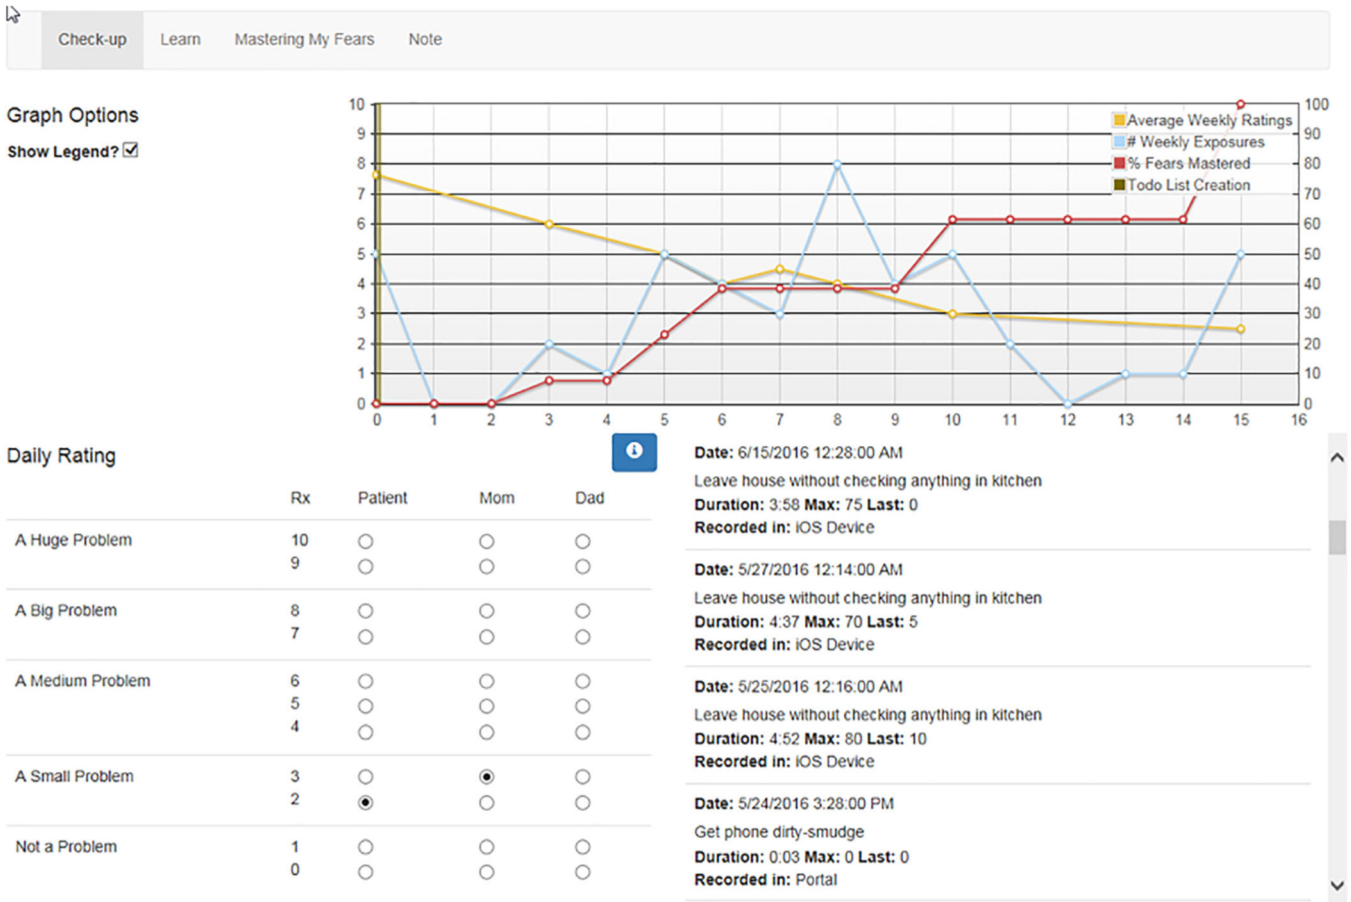 Check-up Learn Mastering My Fears Note
Graph Options
Show Legend?
10 100
9 90
8 80
7 70
6 60
5 50
4 40
3 30
2 20
1 10
0 0
0 1 2 3 4 5 6 7 8 9 10 11 12 13 14 15 16
Average Weekly Ratings
# Weekly Exposures
% Fears Mastered
Todo List Creation
Daily Rating
Rx Patient Mom Dad
A Huge Problem 10
9
A Big Problem 8
7
A Medium Problem 6
5
4
A Small Problem 3
2
Not a Problem 1
0
Date: 6/15/2016 12:28:00 AM
Leave house without checking anything in kitchen
Duration: 3:58 Max: 75 Last: 0
Recorded in: iOS Device
Date: 5/27/2016 12:14:00 AM
Leave house without checking anything in kitchen
Duration: 4:37 Max: 70 Last: 5
Recorded in: iOS Device
Date: 5/25/2016 12:16:00 AM
Leave house without checking anything in kitchen
Duration: 4:52 Max: 80 Last: 10
Recorded in: iOS Device
Date: 5/24/2016 3:28:00 PM
Get phone dirty-smudge
Duration: 0:03 Max: 0 Last: 0
Recorded in: Portal